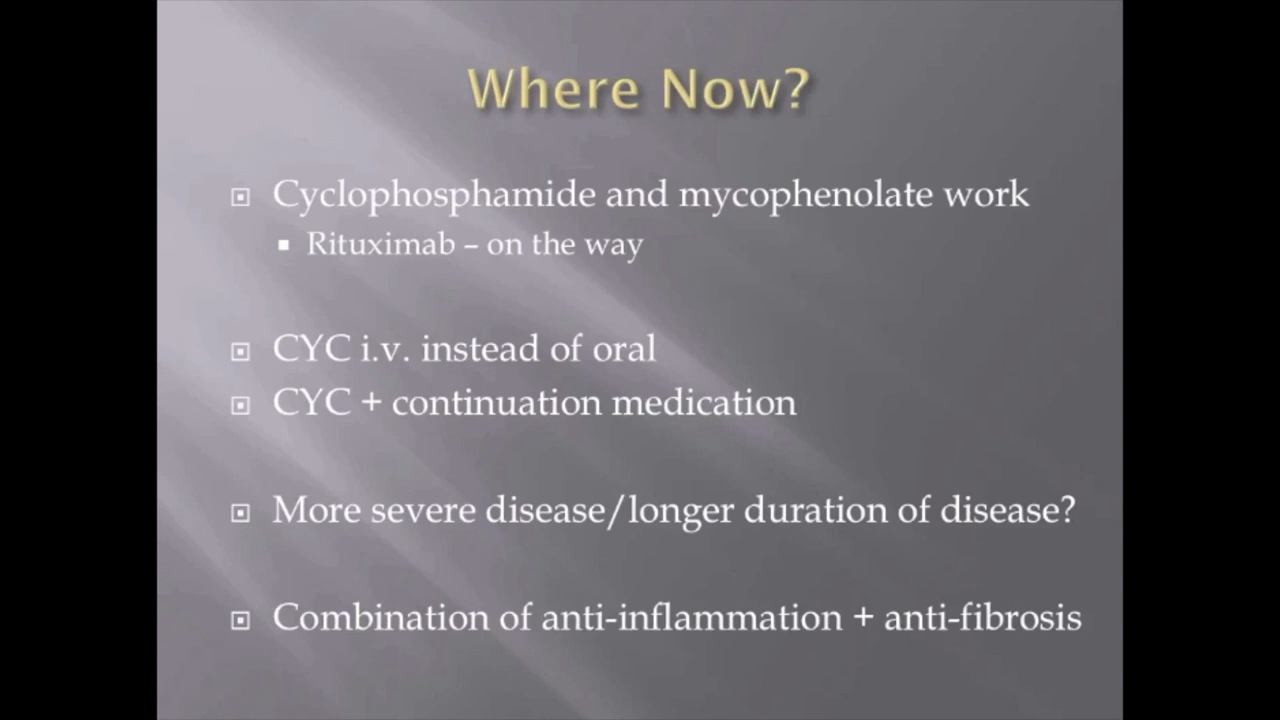 Where Now?
Cyclophosphamide and mycophenolate work
Rituximab – on the way
CYC i.v. instead of oral
CYC + continuation medication
More severe disease/longer duration of disease?
Combination of anti-inflammation + anti-fibrosis